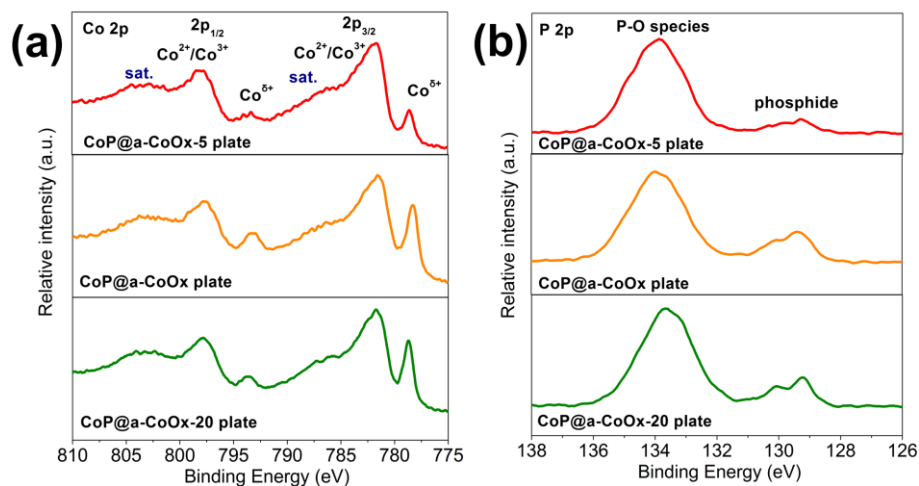 (a)
Co 2p
2p1/2
2p3/2
Co2+/Co3+
Co2+/Co3+
sat.
sat.
Coδ+
Coδ+
CoP@a-CoOx-5 plate
CoP@a-CoOx plate
CoP@a-CoOx-20 plate
Relative intensity (a.u.)
810 805 800 795 790 785 780 775
Binding Energy (eV)
(b)
P 2p
P-O species
phosphide
CoP@a-CoOx-5 plate
CoP@a-CoOx plate
CoP@a-CoOx-20 plate
Relative intensity (a.u.)
138 136 134 132 130 128 126
Binding Energy (eV)